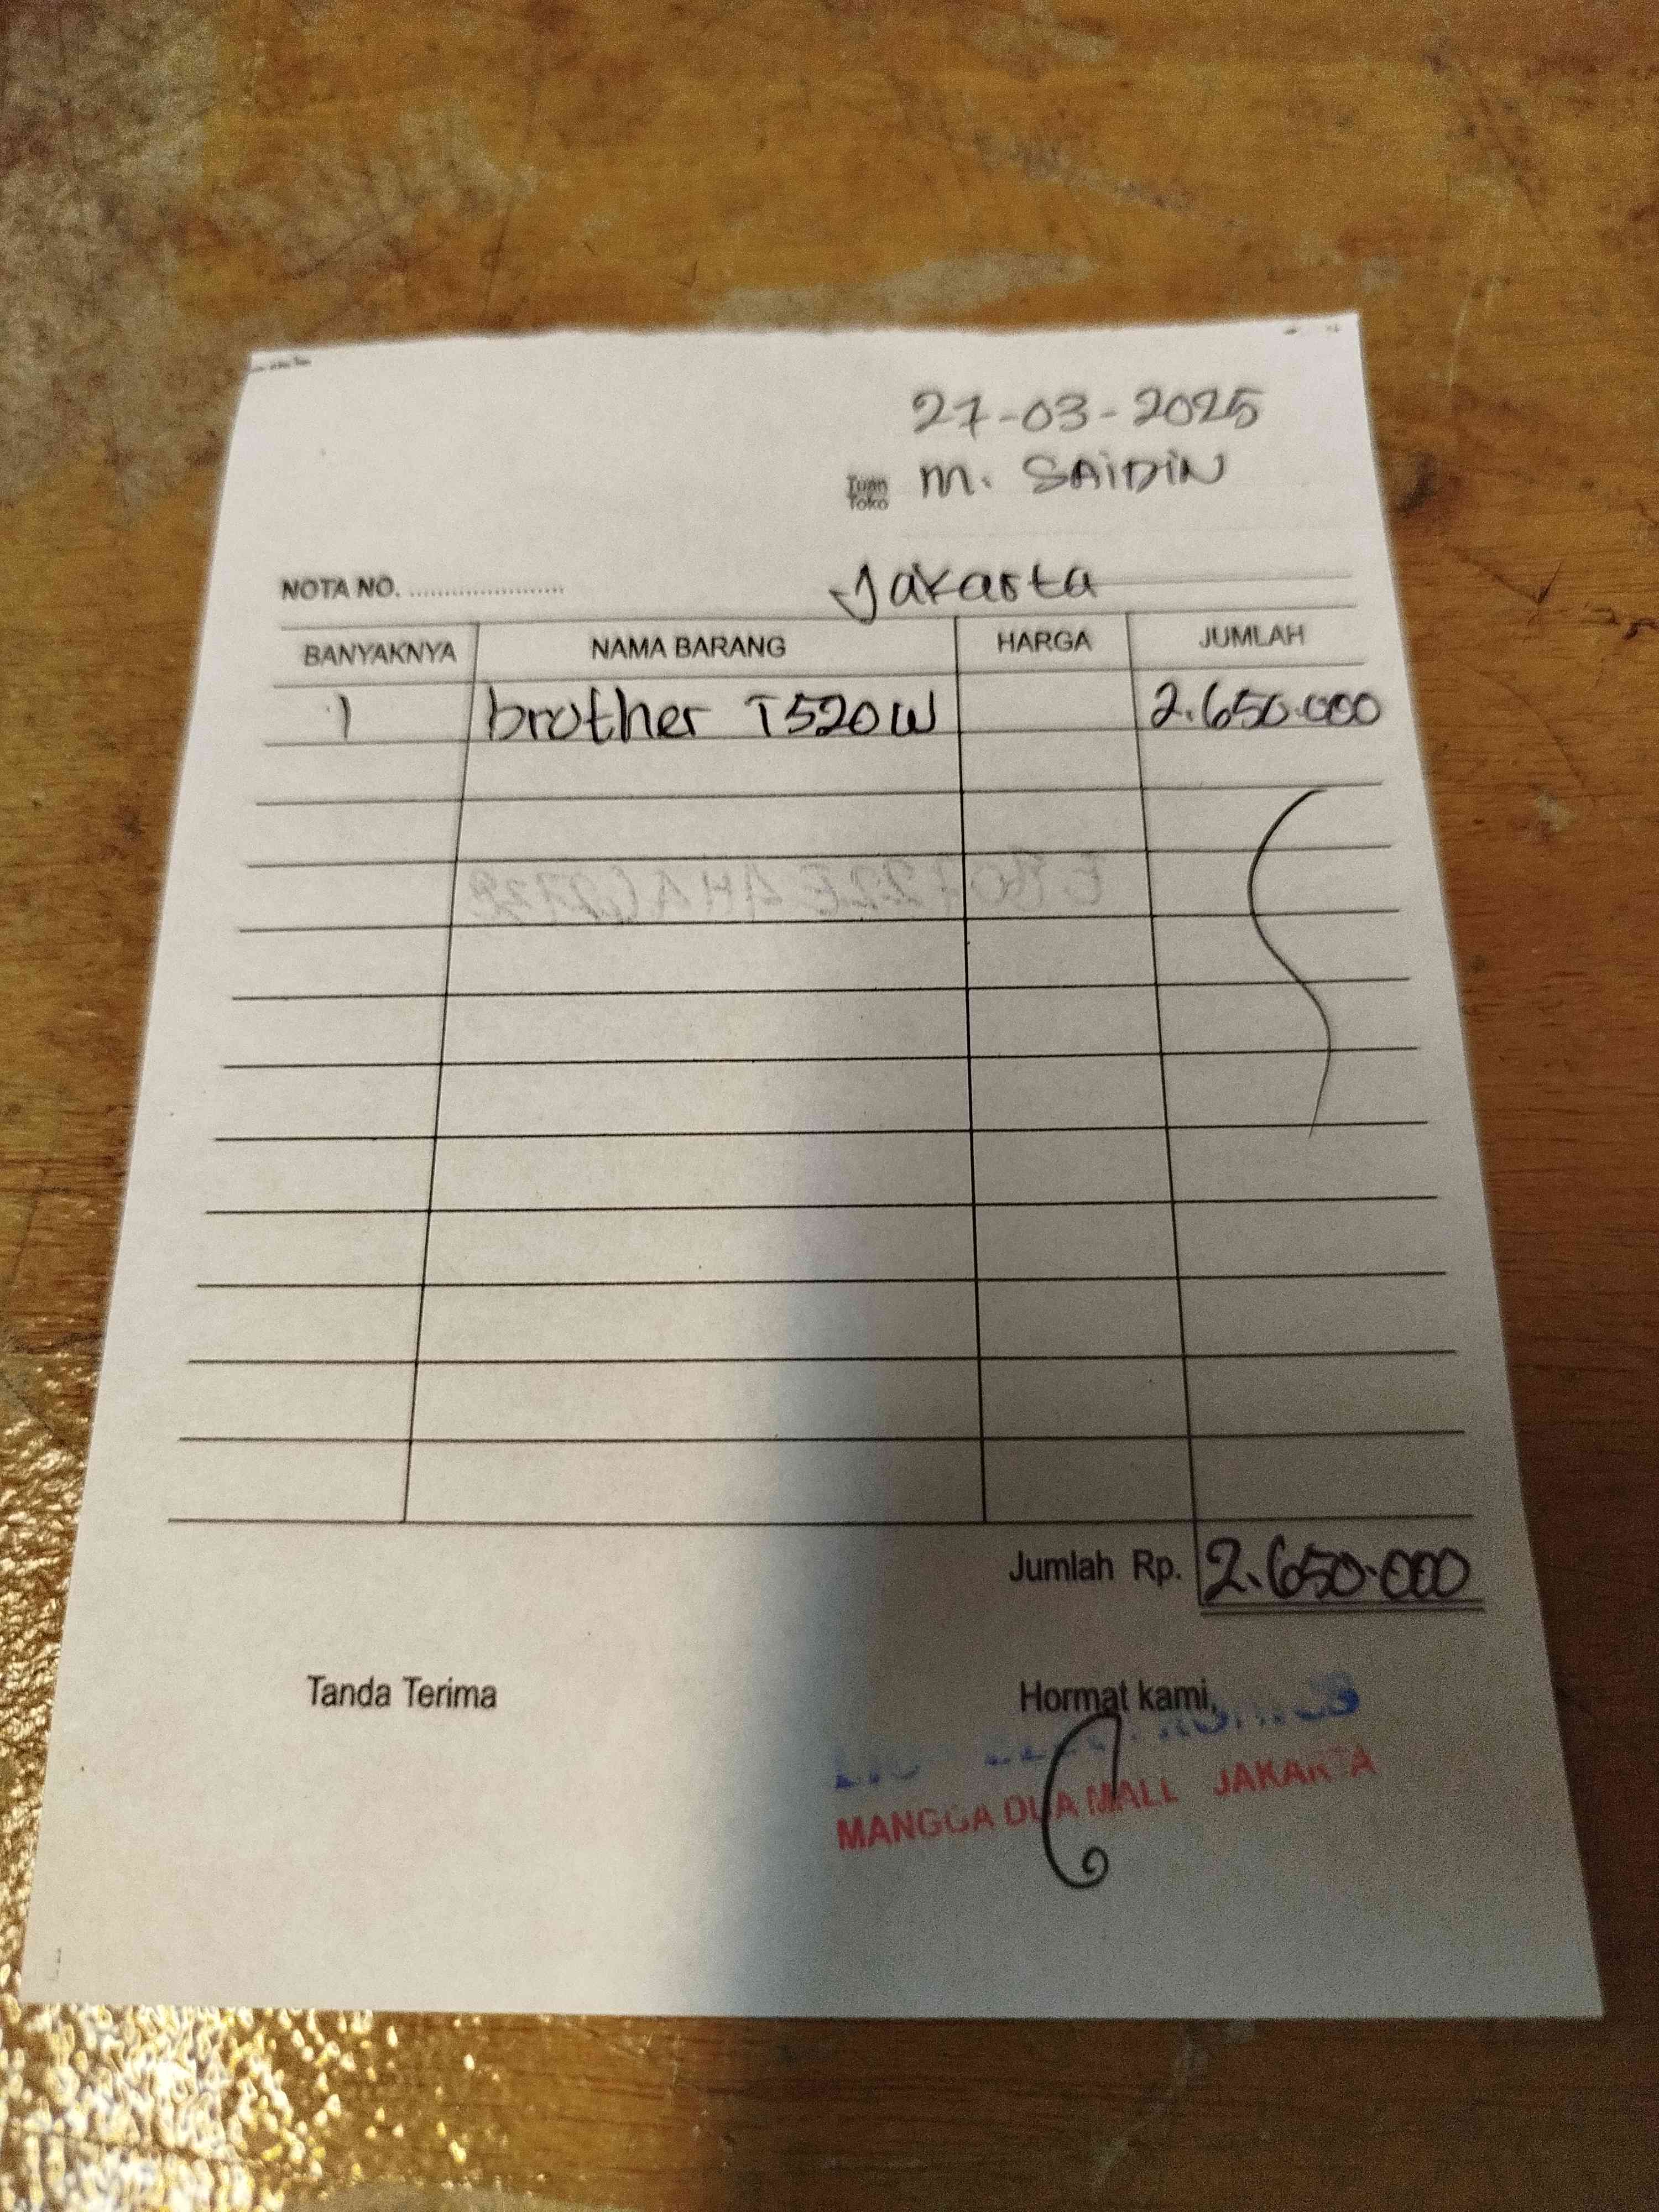 27-03-2025
Tuan
Toko
M. SAIDIN
NOTA NO. ........................
Jakarta
BANYAKNYA NAMA BARANG HARGA JUMLAH
1 brother T520W 2.650.000
Jumlah Rp. 2.650.000
Tanda Terima Hormat kami,
MANGGA DUA MALL JAKARTA